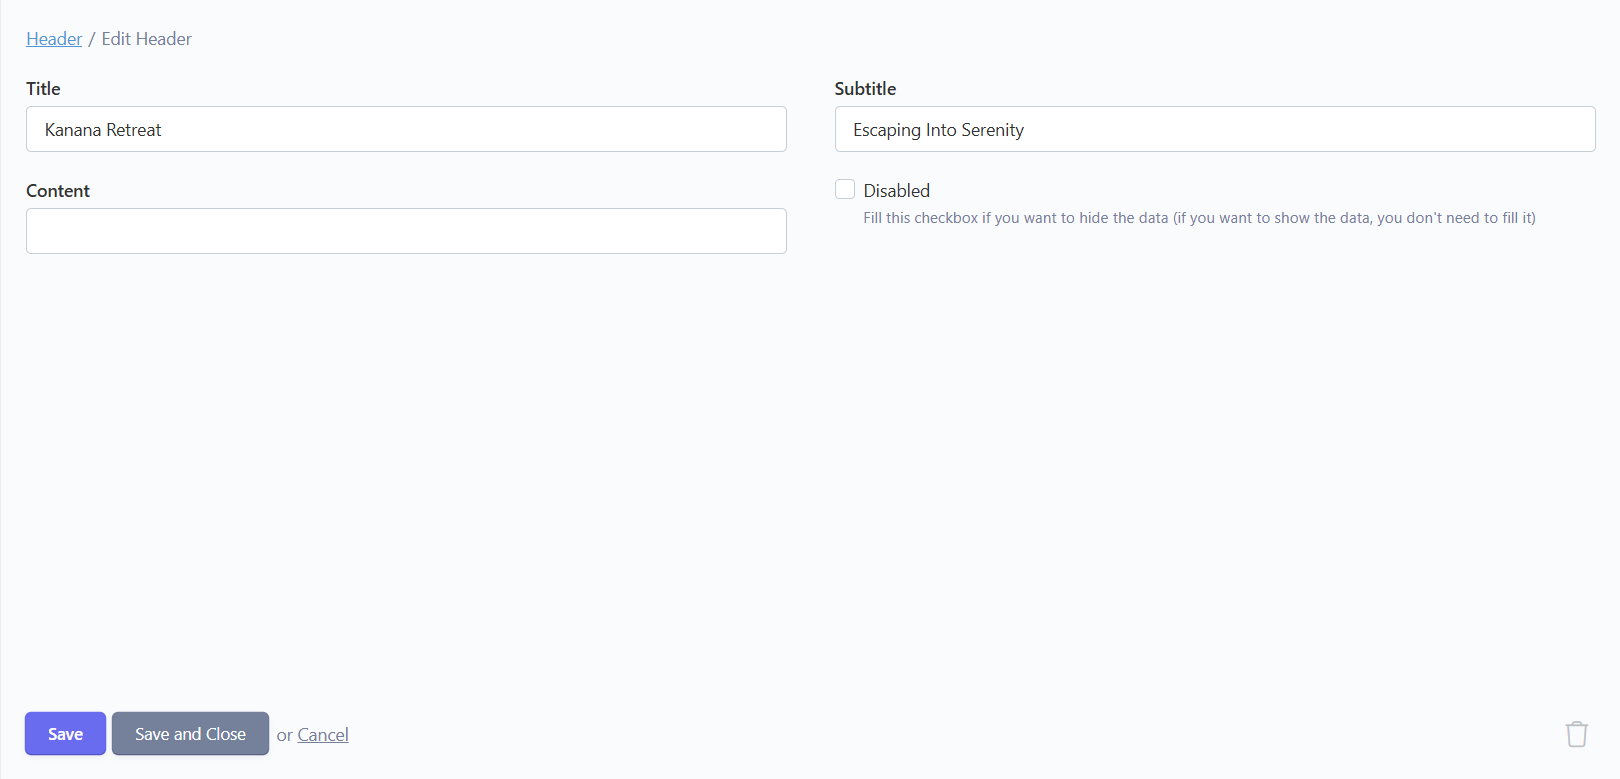 Header / Edit Header
Title
Kanana Retreat
Subtitle
Escaping Into Serenity
Content
Disabled
Fill this checkbox if you want to hide the data (if you want to show the data, you don't need to fill it)
Save
Save and Close
or Cancel